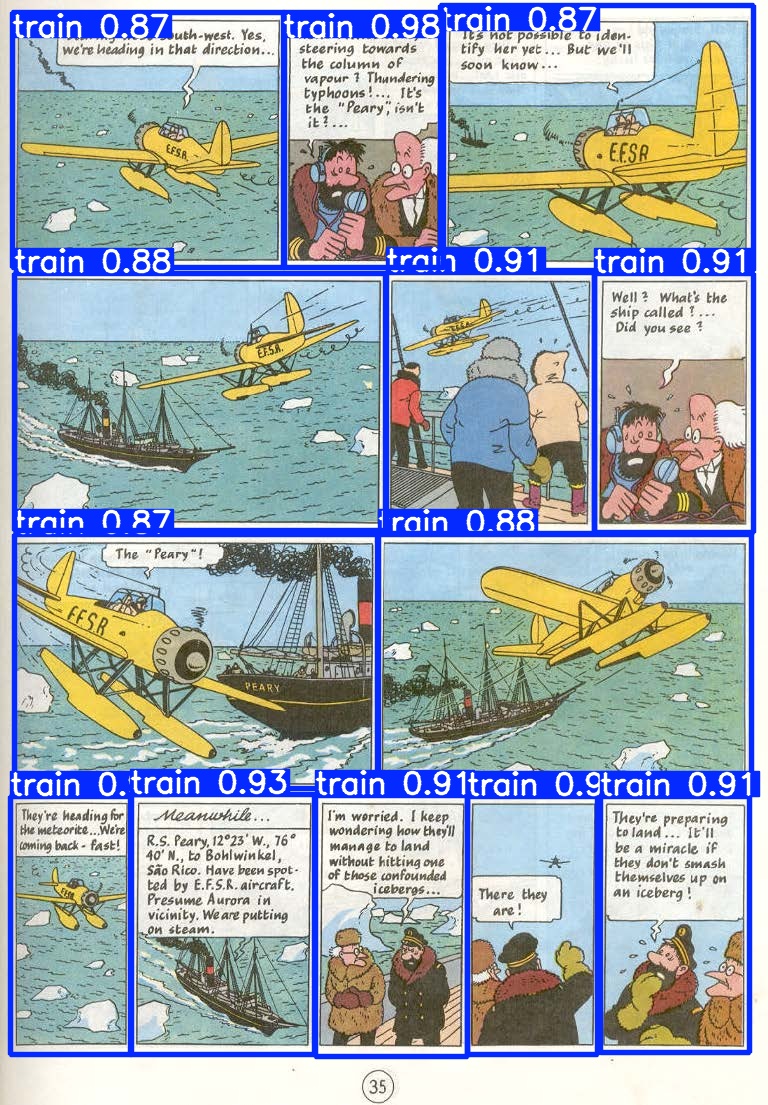 train 0.87
south-west. Yes,
we're heading in that direction...
E.F.S.R.
train 0.98
steering towards
the column of
vapour? Thundering
typhoons!... It's
the "Peary", isn't
it?...
train 0.87
It's not possible to iden-
tify her yet... But we'll
soon know...
E.F.S.R
train 0.88
E.F.S.R.
train 0.91
E.F.S.R.
train 0.91
Well? What's the
ship called?...
Did you see?
train 0.87
The "Peary"!
E.F.S.R
PEARY
train 0.88
train 0.
They're heading for
the meteorite...We're
coming back - fast!
train 0.93
Meanwhile...
R.S. Peary, 12°23' W., 76°
40' N., to Bohlwinkel,
São Rico. Have been spot-
ted by E.F.S.R. aircraft.
Presume Aurora in
vicinity. We are putting
on steam.
train 0.91
I'm worried. I keep
wondering how they'll
manage to land
without hitting one
of those confounded
icebergs...
train 0.9
There they
are!
train 0.91
They're preparing
to land... It'll
be a miracle if
they don't smash
themselves up on
an iceberg!
35